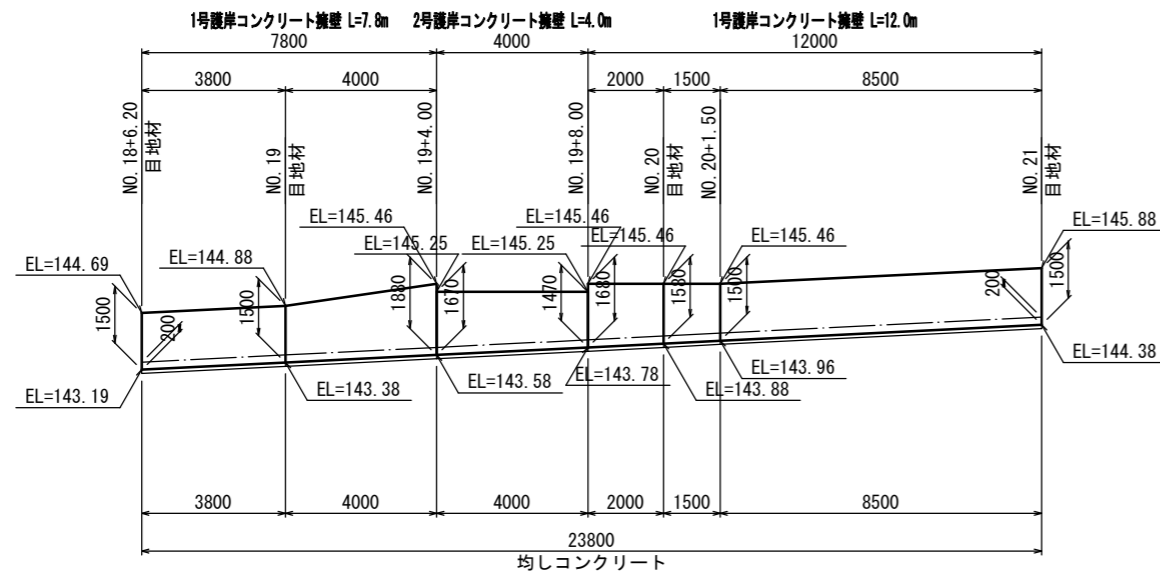 1号護岸コンクリート擁壁 L=7.8m 2号護岸コンクリート擁壁 L=4.0m 1号護岸コンクリート擁壁 L=12.0m
7800 4000 12000
3800 4000 2000 1500 8500
NO.18+6.20
目地材
NO.19
目地材
NO.19+4.00
NO.19+8.00
NO.20
目地材
NO.20+1.50
NO.21
目地材
EL=145.46 EL=145.46 EL=145.88
EL=145.25 EL=145.25 EL=145.46 EL=145.46
EL=144.69 EL=144.88
1500 200 1500 1880 1670 1470 1680 1580 1500 200 1500
EL=143.19 EL=143.38 EL=143.58 EL=143.78 EL=143.88 EL=143.96 EL=144.38
3800 4000 4000 2000 1500 8500
23800
均しコンクリート